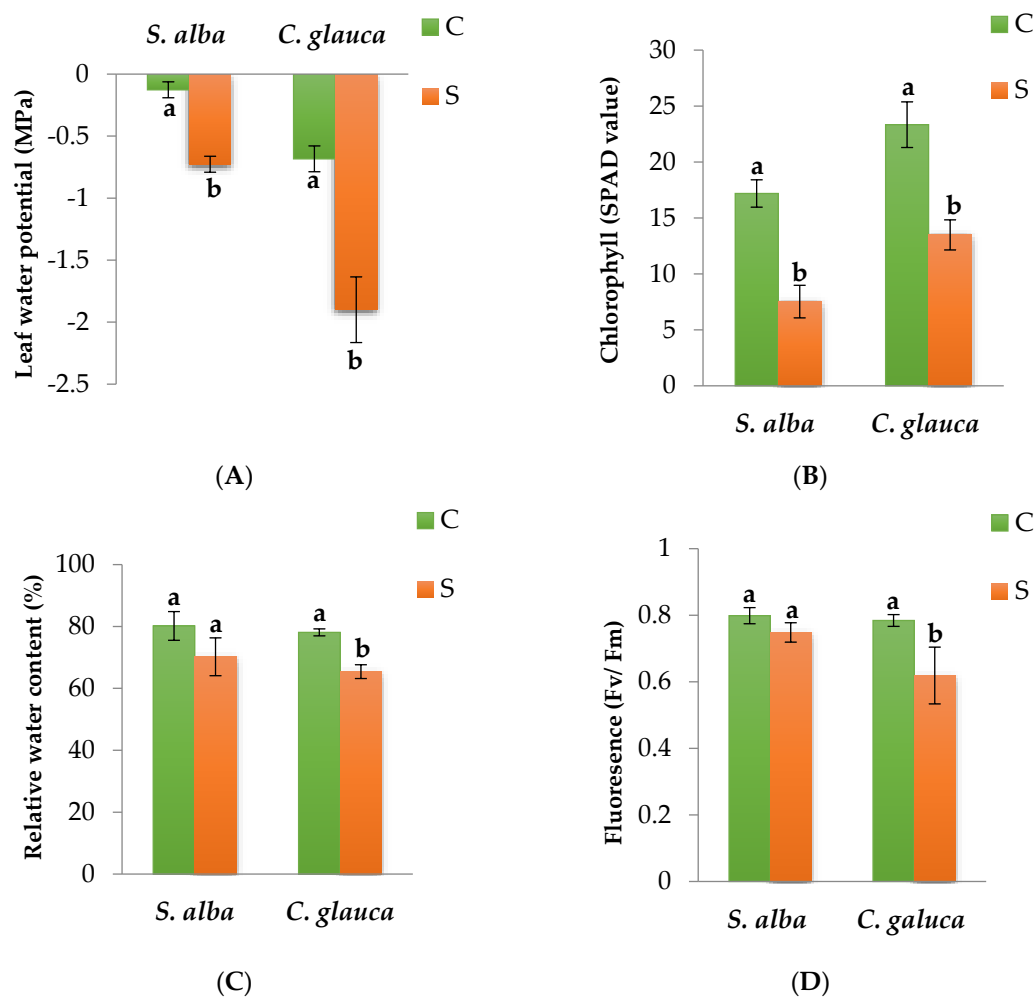 S. alba C. glauca
C
S
Leaf water potential (MPa)
0
-0.5
-1
-1.5
-2
-2.5
a
b
a
b
(A)
C
S
Chlorophyll (SPAD value)
30
25
20
15
10
5
0
a
b
a
b
S. alba C. glauca
(B)
C
S
Relative water content (%)
100
80
60
40
20
0
a
a
a
b
S. alba C. glauca
(C)
C
S
Fluoresence (Fv/ Fm)
1
0.8
0.6
0.4
0.2
0
a
a
a
b
S. alba C. galuca
(D)